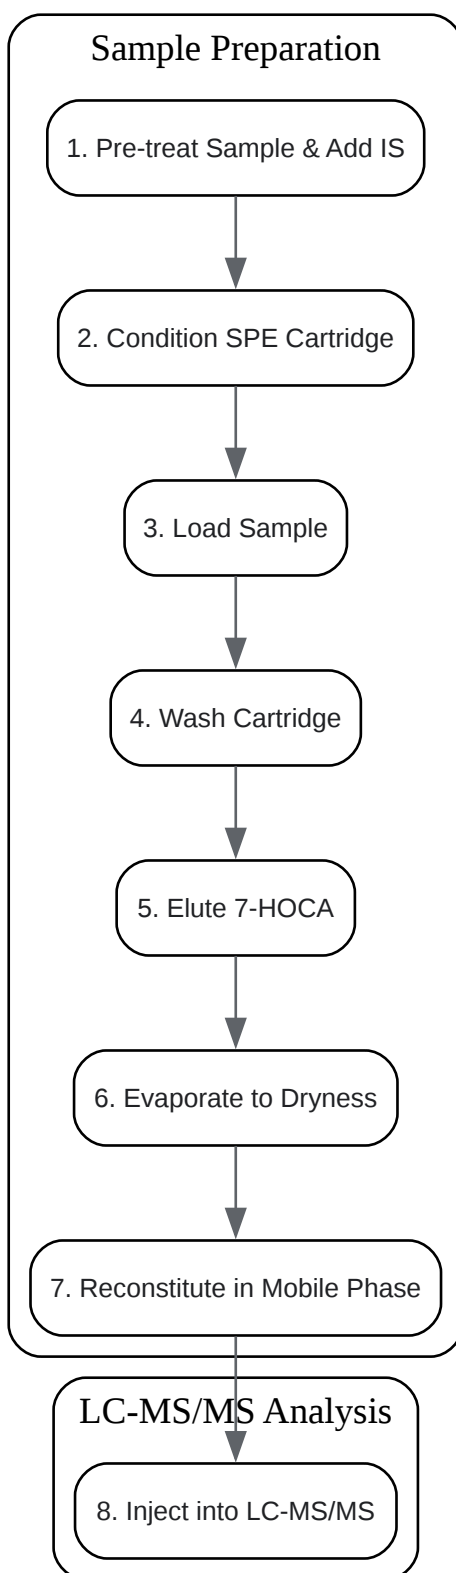 Sample Preparation
1. Pre-treat Sample & Add IS
2. Condition SPE Cartridge
3. Load Sample
4. Wash Cartridge
5. Elute 7-HOCA
6. Evaporate to Dryness
7. Reconstitute in Mobile Phase
LC-MS/MS Analysis
8. Inject into LC-MS/MS